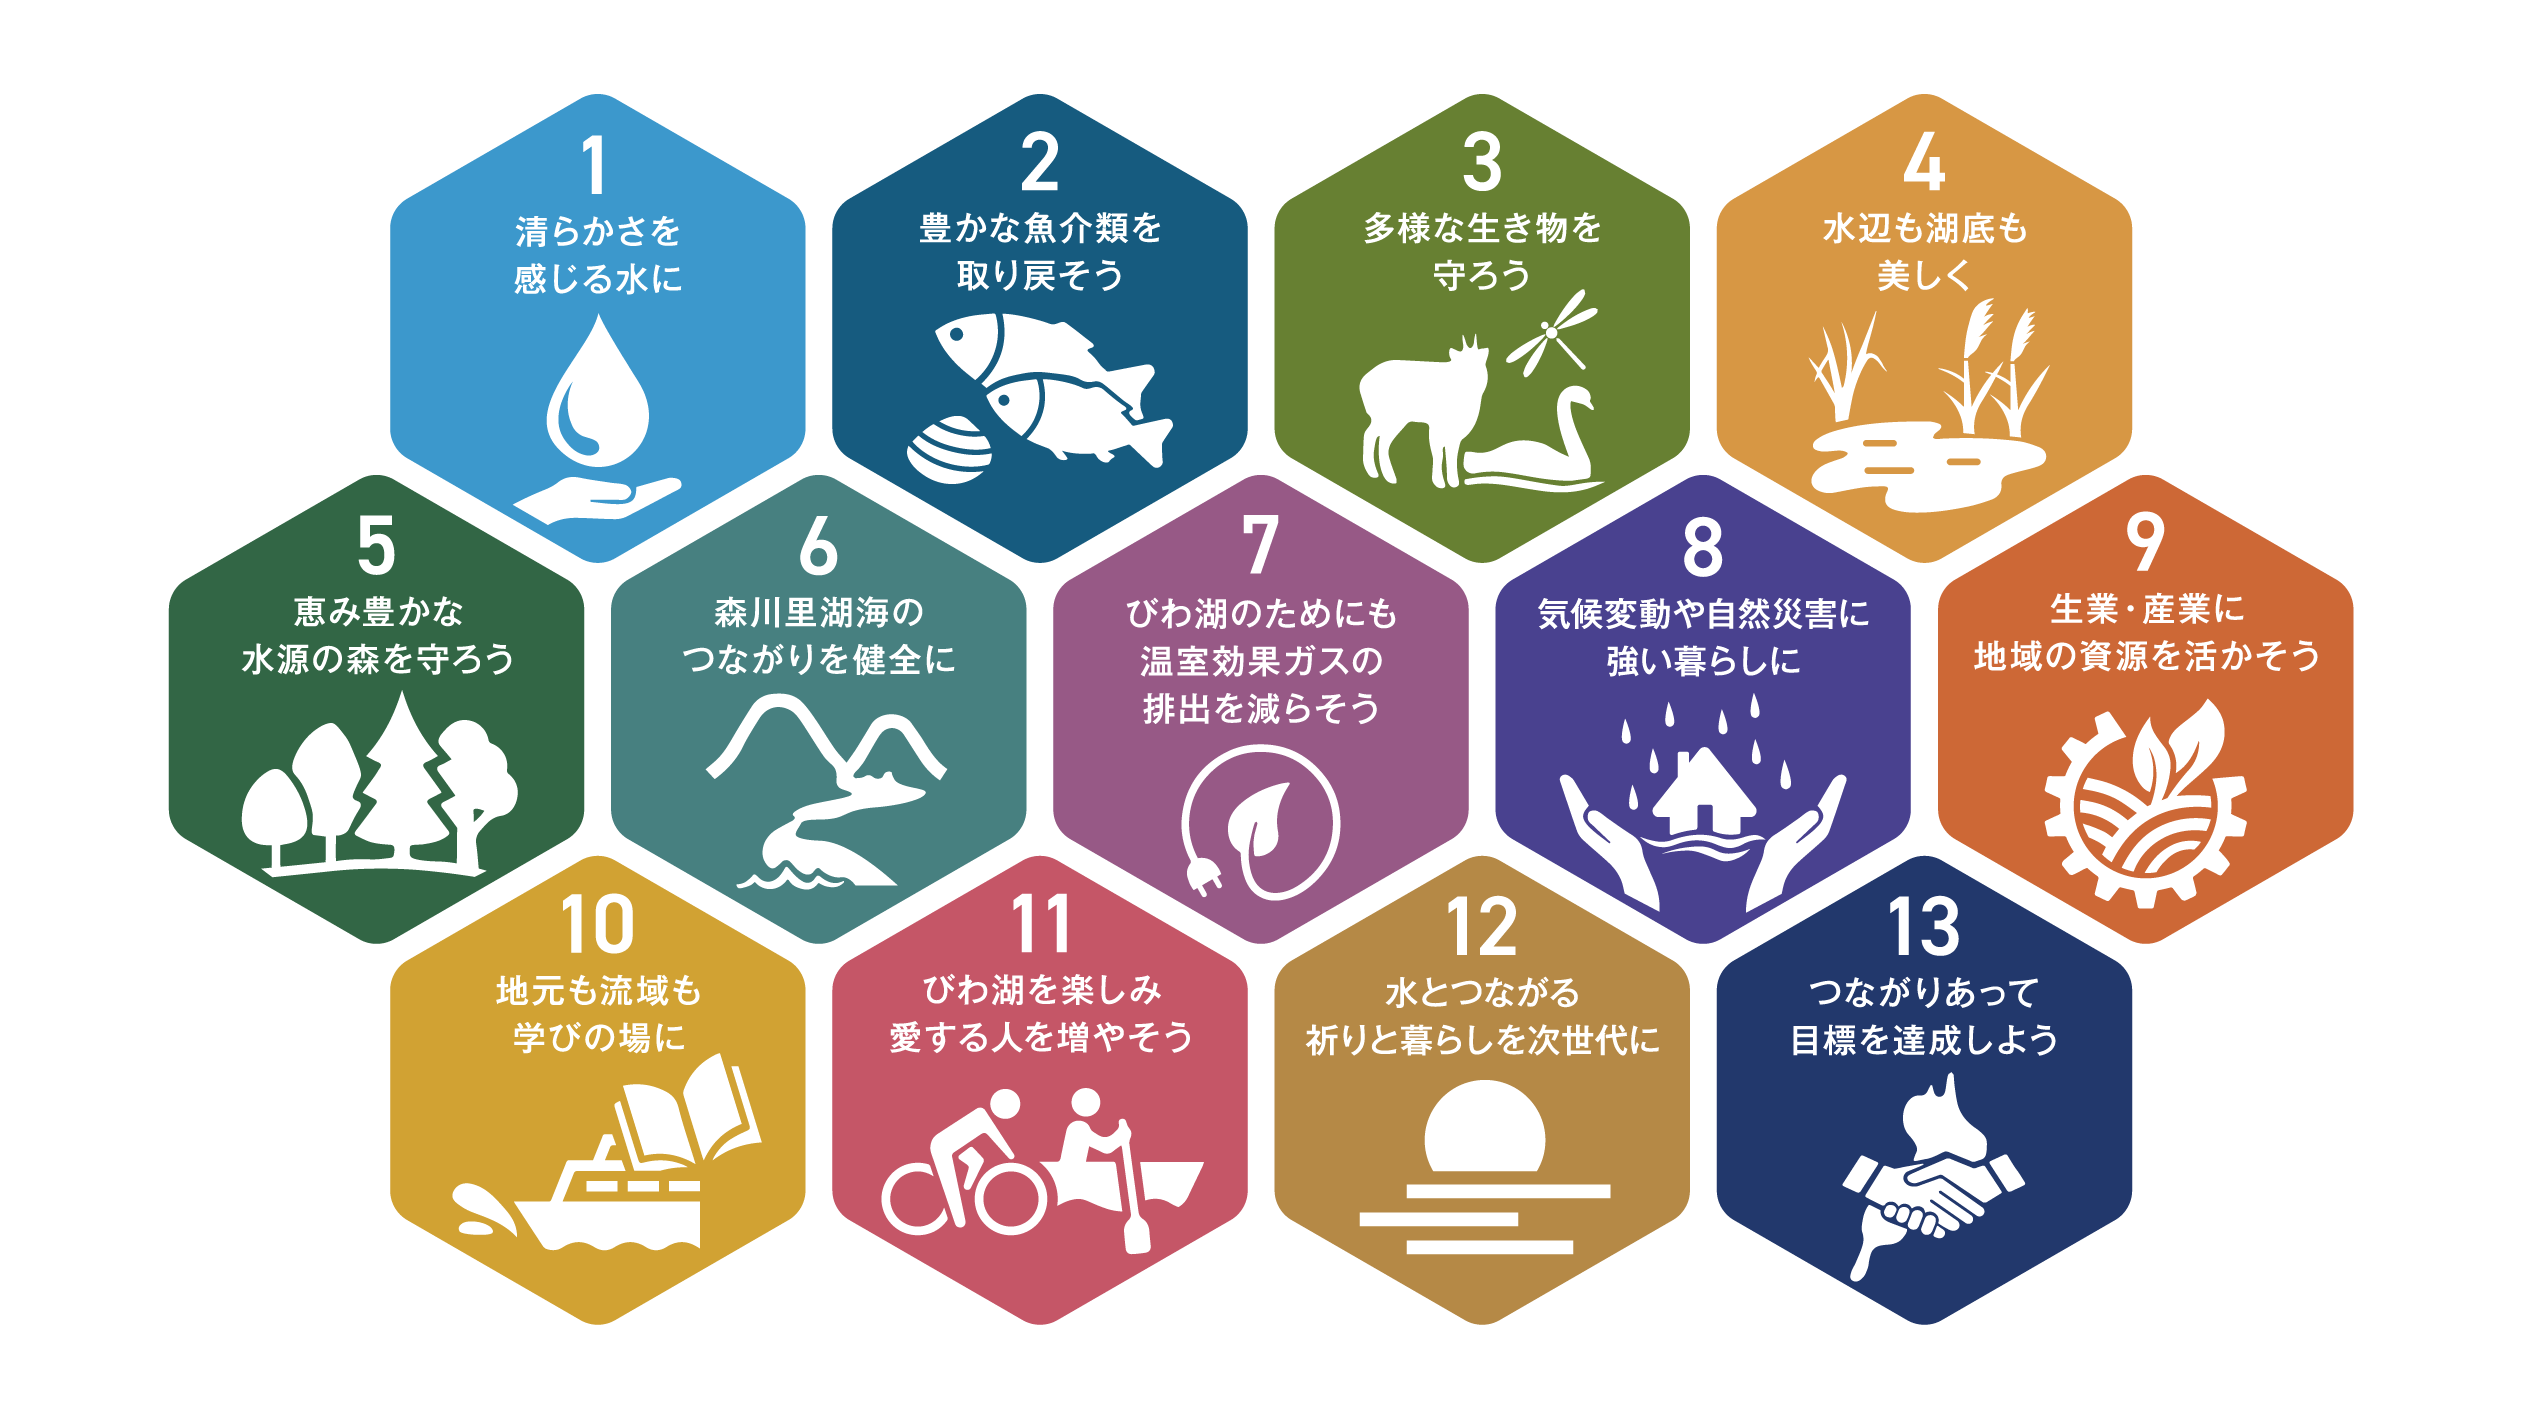 1
清らかさを
感じる水に
2
豊かな魚介類を
取り戻そう
3
多様な生き物を
守ろう
4
水辺も湖底も
美しく
5
恵み豊かな
水源の森を守ろう
6
森川里湖海の
つながりを健全に
7
びわ湖のためにも
温室効果ガスの
排出を減らそう
8
気候変動や自然災害に
強い暮らしに
9
生業・産業に
地域の資源を活かそう
10
地元も流域も
学びの場に
11
びわ湖を楽しみ
愛する人を増やそう
12
水とつながる
祈りと暮らしを次世代に
13
つながりあって
目標を達成しよう